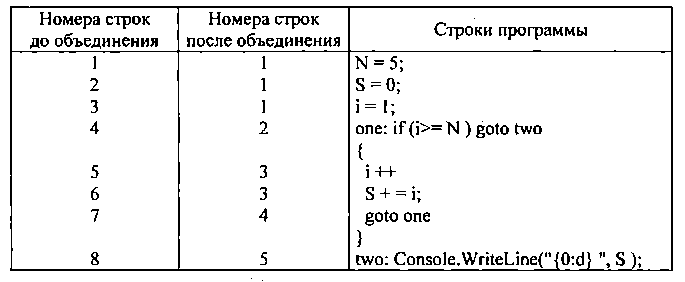 Номера строк до объединения | Номера строк после объединения | Строки программы
1 | 1 | N = 5;
2 | 1 | S = 0;
3 | 1 | i = 1;
4 | 2 | one: if (i>= N ) goto two
{
5 | 3 | i ++
6 | 3 | S + = i;
7 | 4 | goto one
}
8 | 5 | two: Console.WriteLine("{0:d} ", S );